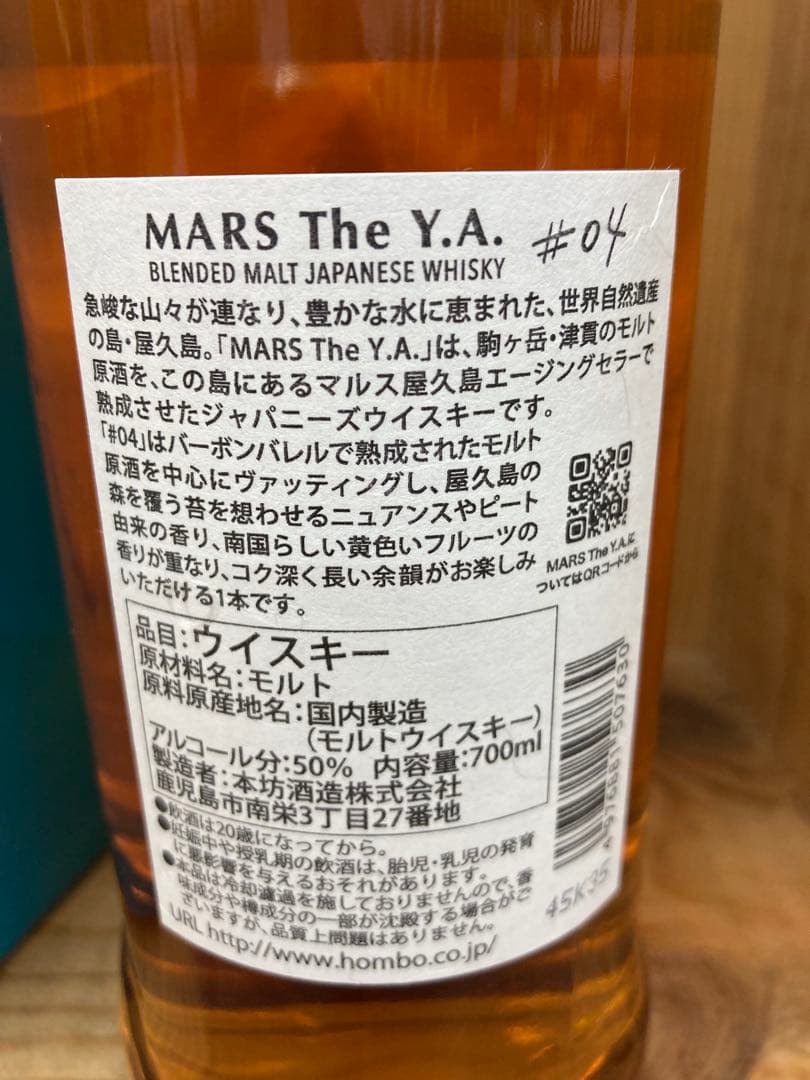 MARS The Y.A. #04
BLENDED MALT JAPANESE WHISKY
急峻な山々が連なり、豊かな水に恵まれた、世界自然遺産
の島・屋久島。「MARS The Y.A.」は、駒ヶ岳・津貫のモルト
原酒を、この島にあるマルス屋久島エージングセラーで
熟成させたジャパニーズウイスキーです。
「#04」はバーボンバレルで熟成されたモルト
原酒を中心にヴァッティングし、屋久島の
森を覆う苔を想わせるニュアンスやピート
由来の香り、南国らしい黄色いフルーツの
香りが重なり、コク深く長い余韻がお楽しみ
いただける1本です。
MARS The Y.A.に
ついてはQRコードから
品目:ウイスキー
原材料名:モルト
原料原産地名:国内製造
(モルトウイスキー)
アルコール分:50% 内容量:700ml
製造者:本坊酒造株式会社
鹿児島市南栄3丁目27番地
●飲酒は20歳になってから。
●妊娠中や授乳期の飲酒は、胎児・乳児の発育
に悪影響を与えるおそれがあります。
●本品は冷却濾過を施しておりませんので、香
味成分や樽成分の一部が沈殿する場合がご
ざいますが、品質上問題はありません。
URL http://www.hombo.co.jp/
4 976881 507630
45K35